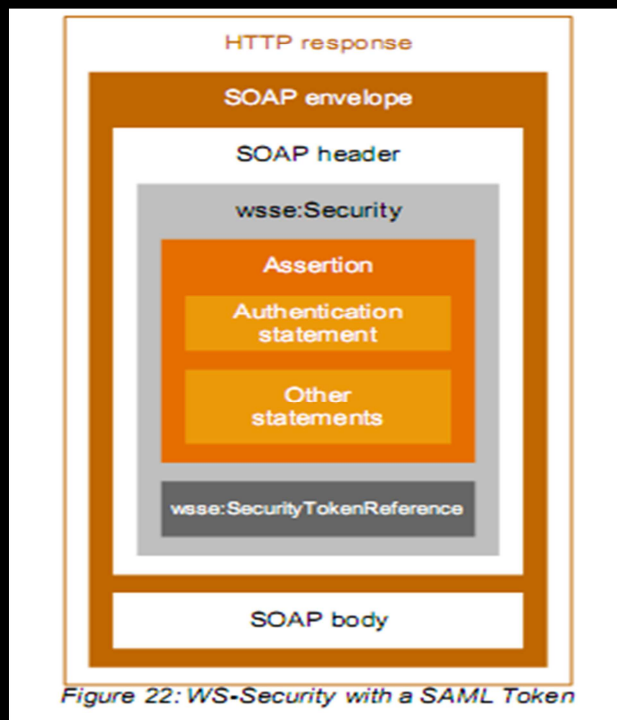 HTTP response
SOAP envelope
SOAP header
wsse:Security
Assertion
Authentication
statement
Other
statements
wsse:SecurityTokenReference
SOAP body
Figure 22: WS-Security with a SAML Token